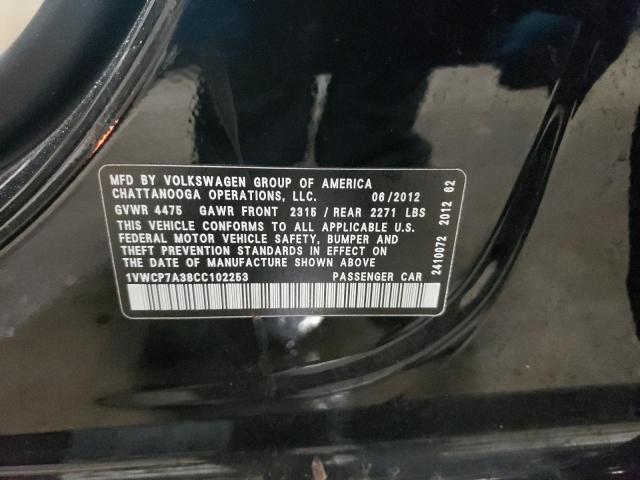 MFD BY VOLKSWAGEN GROUP OF AMERICA
CHATTANOOGA OPERATIONS, LLC. 06/2012
GVWR 4475 GAWR FRONT 2315 / REAR 2271 LBS
THIS VEHICLE CONFORMS TO ALL APPLICABLE U.S.
FEDERAL MOTOR VEHICLE SAFETY, BUMPER AND
THEFT PREVENTION STANDARDS IN EFFECT ON
THE DATE OF MANUFACTURE SHOWN ABOVE
1VWCP7A38CC102253 PASSENGER CAR
2410072 2012 62